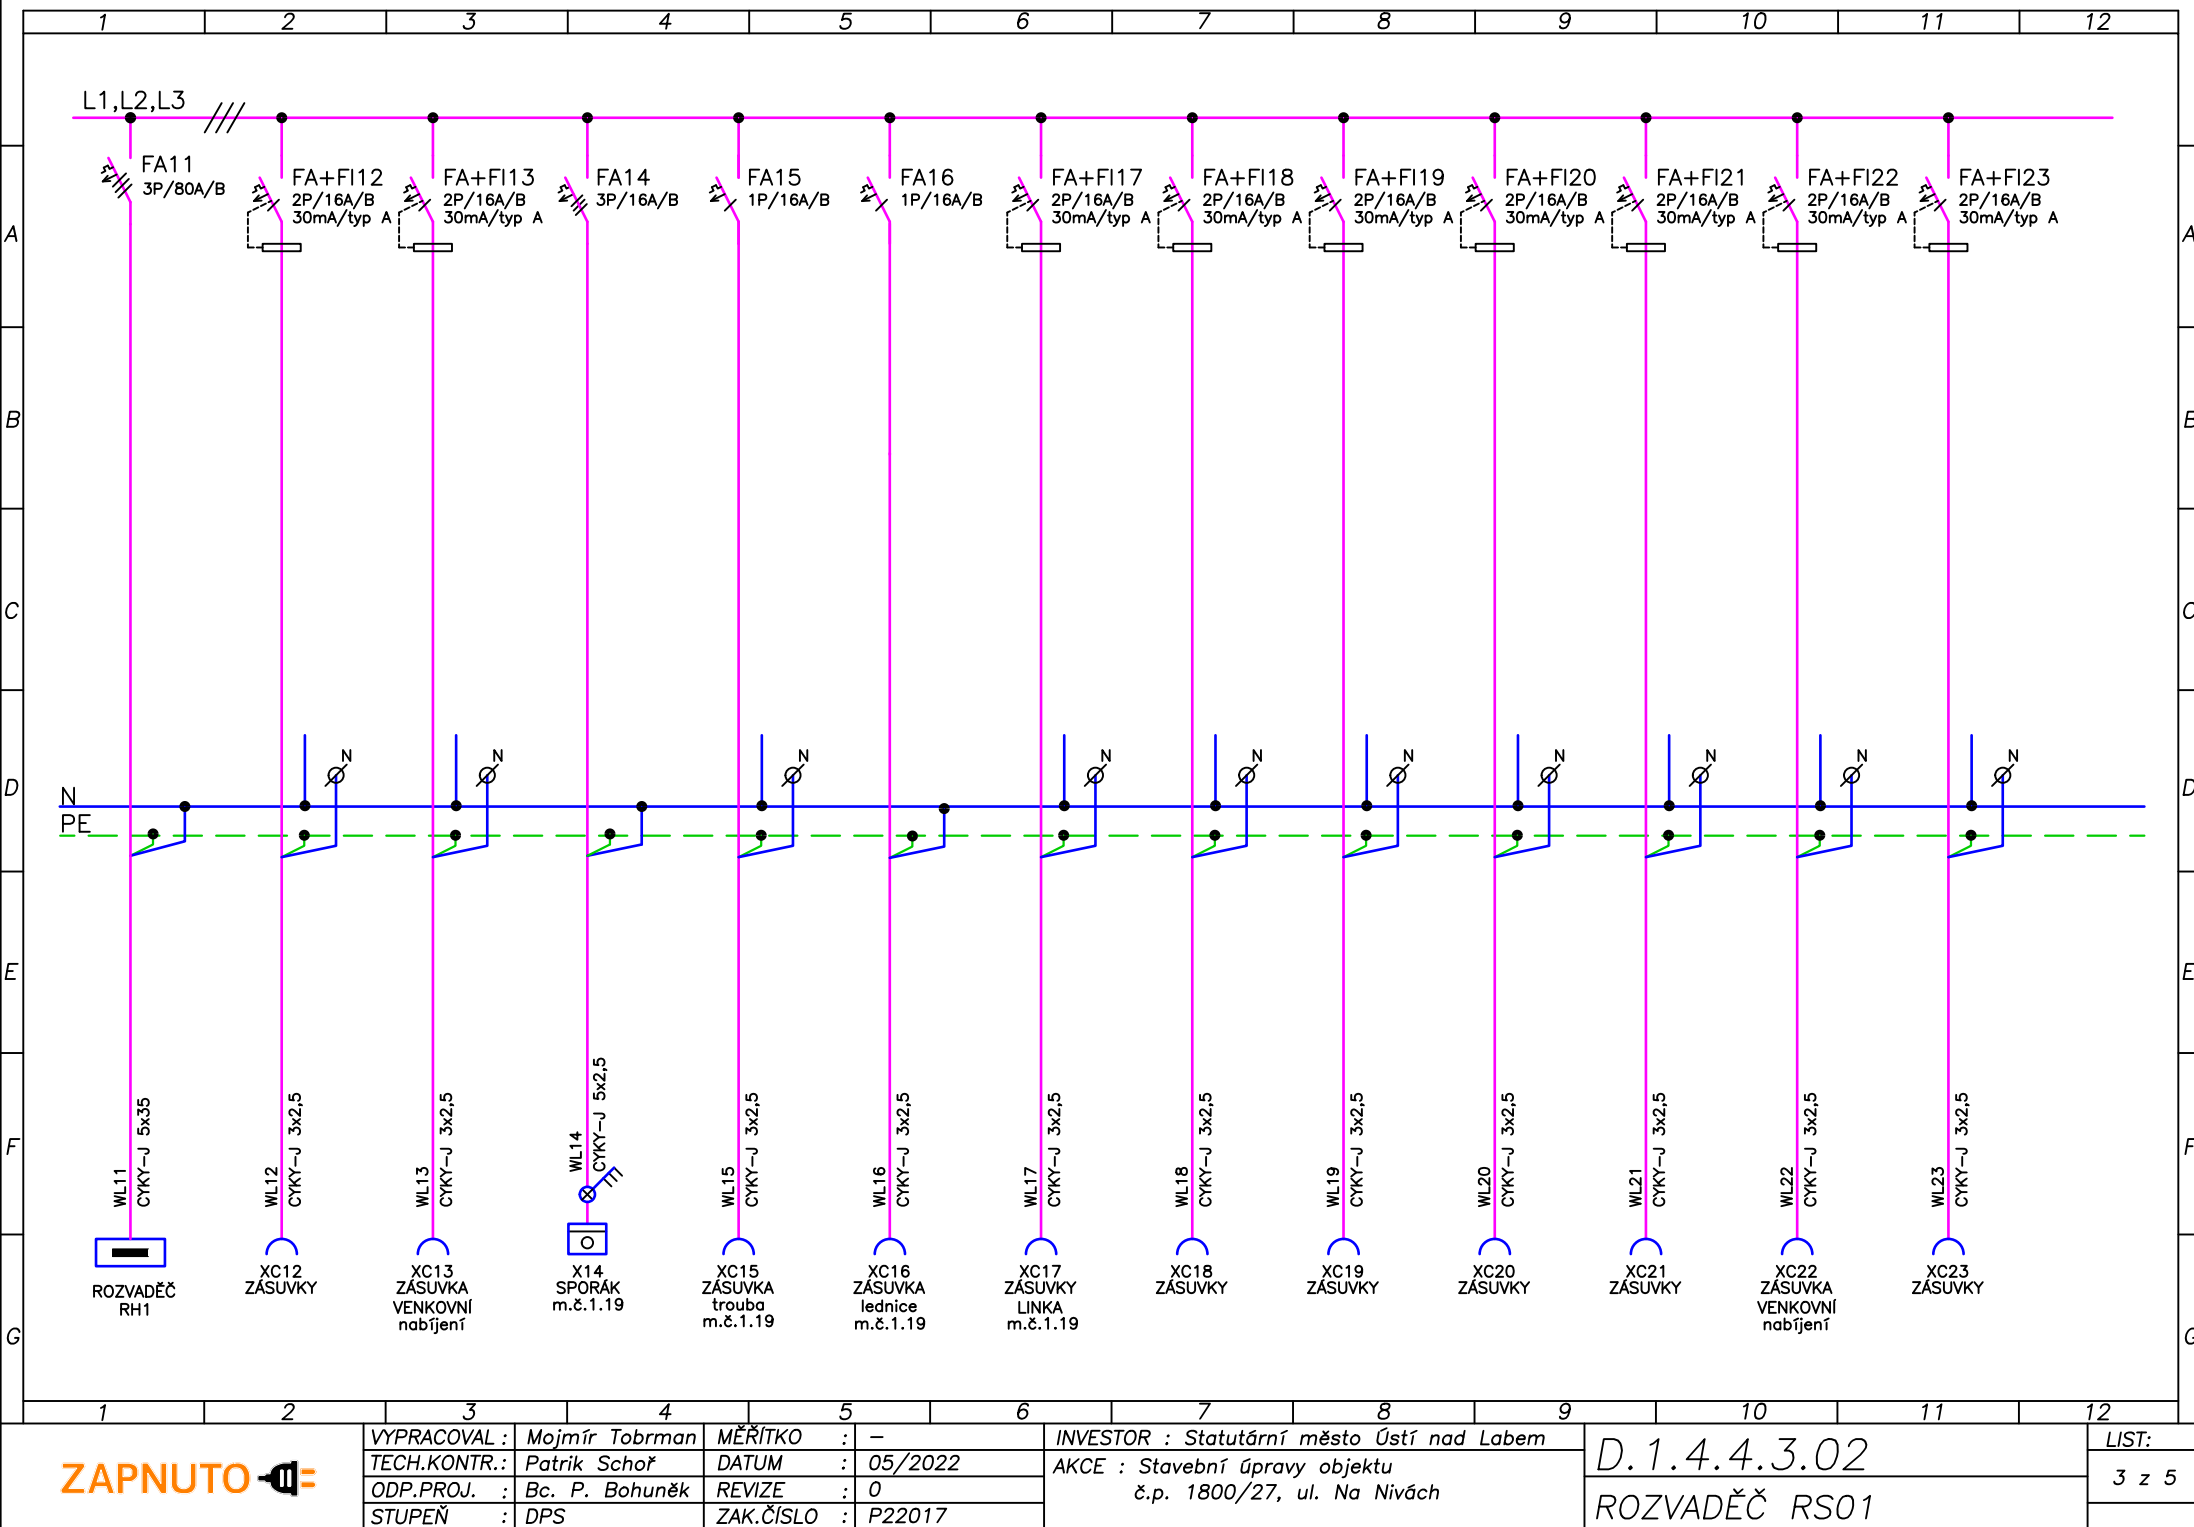 1 2 3 4 5 6 7 8 9 10 11 12
L1,L2,L3
FA11
3P/80A/B
FA+FI12
2P/16A/B
30mA/typ A
FA+FI13
2P/16A/B
30mA/typ A
FA14
3P/16A/B
FA15
1P/16A/B
FA16
1P/16A/B
FA+FI17
2P/16A/B
30mA/typ A
FA+FI18
2P/16A/B
30mA/typ A
FA+FI19
2P/16A/B
30mA/typ A
FA+FI20
2P/16A/B
30mA/typ A
FA+FI21
2P/16A/B
30mA/typ A
FA+FI22
2P/16A/B
30mA/typ A
FA+FI23
2P/16A/B
30mA/typ A
A A
B B
C C
N N N N N N N N N N
D D
N
PE
E E
F F
WL11
CYKY-J 5x35
WL12
CYKY-J 3x2,5
WL13
CYKY-J 3x2,5
WL14
CYKY-J 5x2,5
WL15
CYKY-J 3x2,5
WL16
CYKY-J 3x2,5
WL17
CYKY-J 3x2,5
WL18
CYKY-J 3x2,5
WL19
CYKY-J 3x2,5
WL20
CYKY-J 3x2,5
WL21
CYKY-J 3x2,5
WL22
CYKY-J 3x2,5
WL23
CYKY-J 3x2,5
ROZVADĚČ
RH1
XC12
ZÁSUVKY
XC13
ZÁSUVKA
VENKOVNÍ
nabíjení
X14
SPORÁK
m.č.1.19
XC15
ZÁSUVKA
trouba
m.č.1.19
XC16
ZÁSUVKA
lednice
m.č.1.19
XC17
ZÁSUVKY
LINKA
m.č.1.19
XC18
ZÁSUVKY
XC19
ZÁSUVKY
XC20
ZÁSUVKY
XC21
ZÁSUVKY
XC22
ZÁSUVKA
VENKOVNÍ
nabíjení
XC23
ZÁSUVKY
G G
1 2 3 4 5 6 7 8 9 10 11 12
ZAPNUTO
VYPRACOVAL : Mojmír Tobrman
TECH.KONTR.: Patrik Schoř
ODP.PROJ. : Bc. P. Bohuněk
STUPEŇ : DPS
MĚŘÍTKO : –
DATUM : 05/2022
REVIZE : 0
ZAK.ČÍSLO : P22017
INVESTOR : Statutární město Ústí nad Labem
AKCE : Stavební úpravy objektu
č.p. 1800/27, ul. Na Nivách
D.1.4.4.3.02
ROZVADĚČ RS01
LIST:
3 z 5